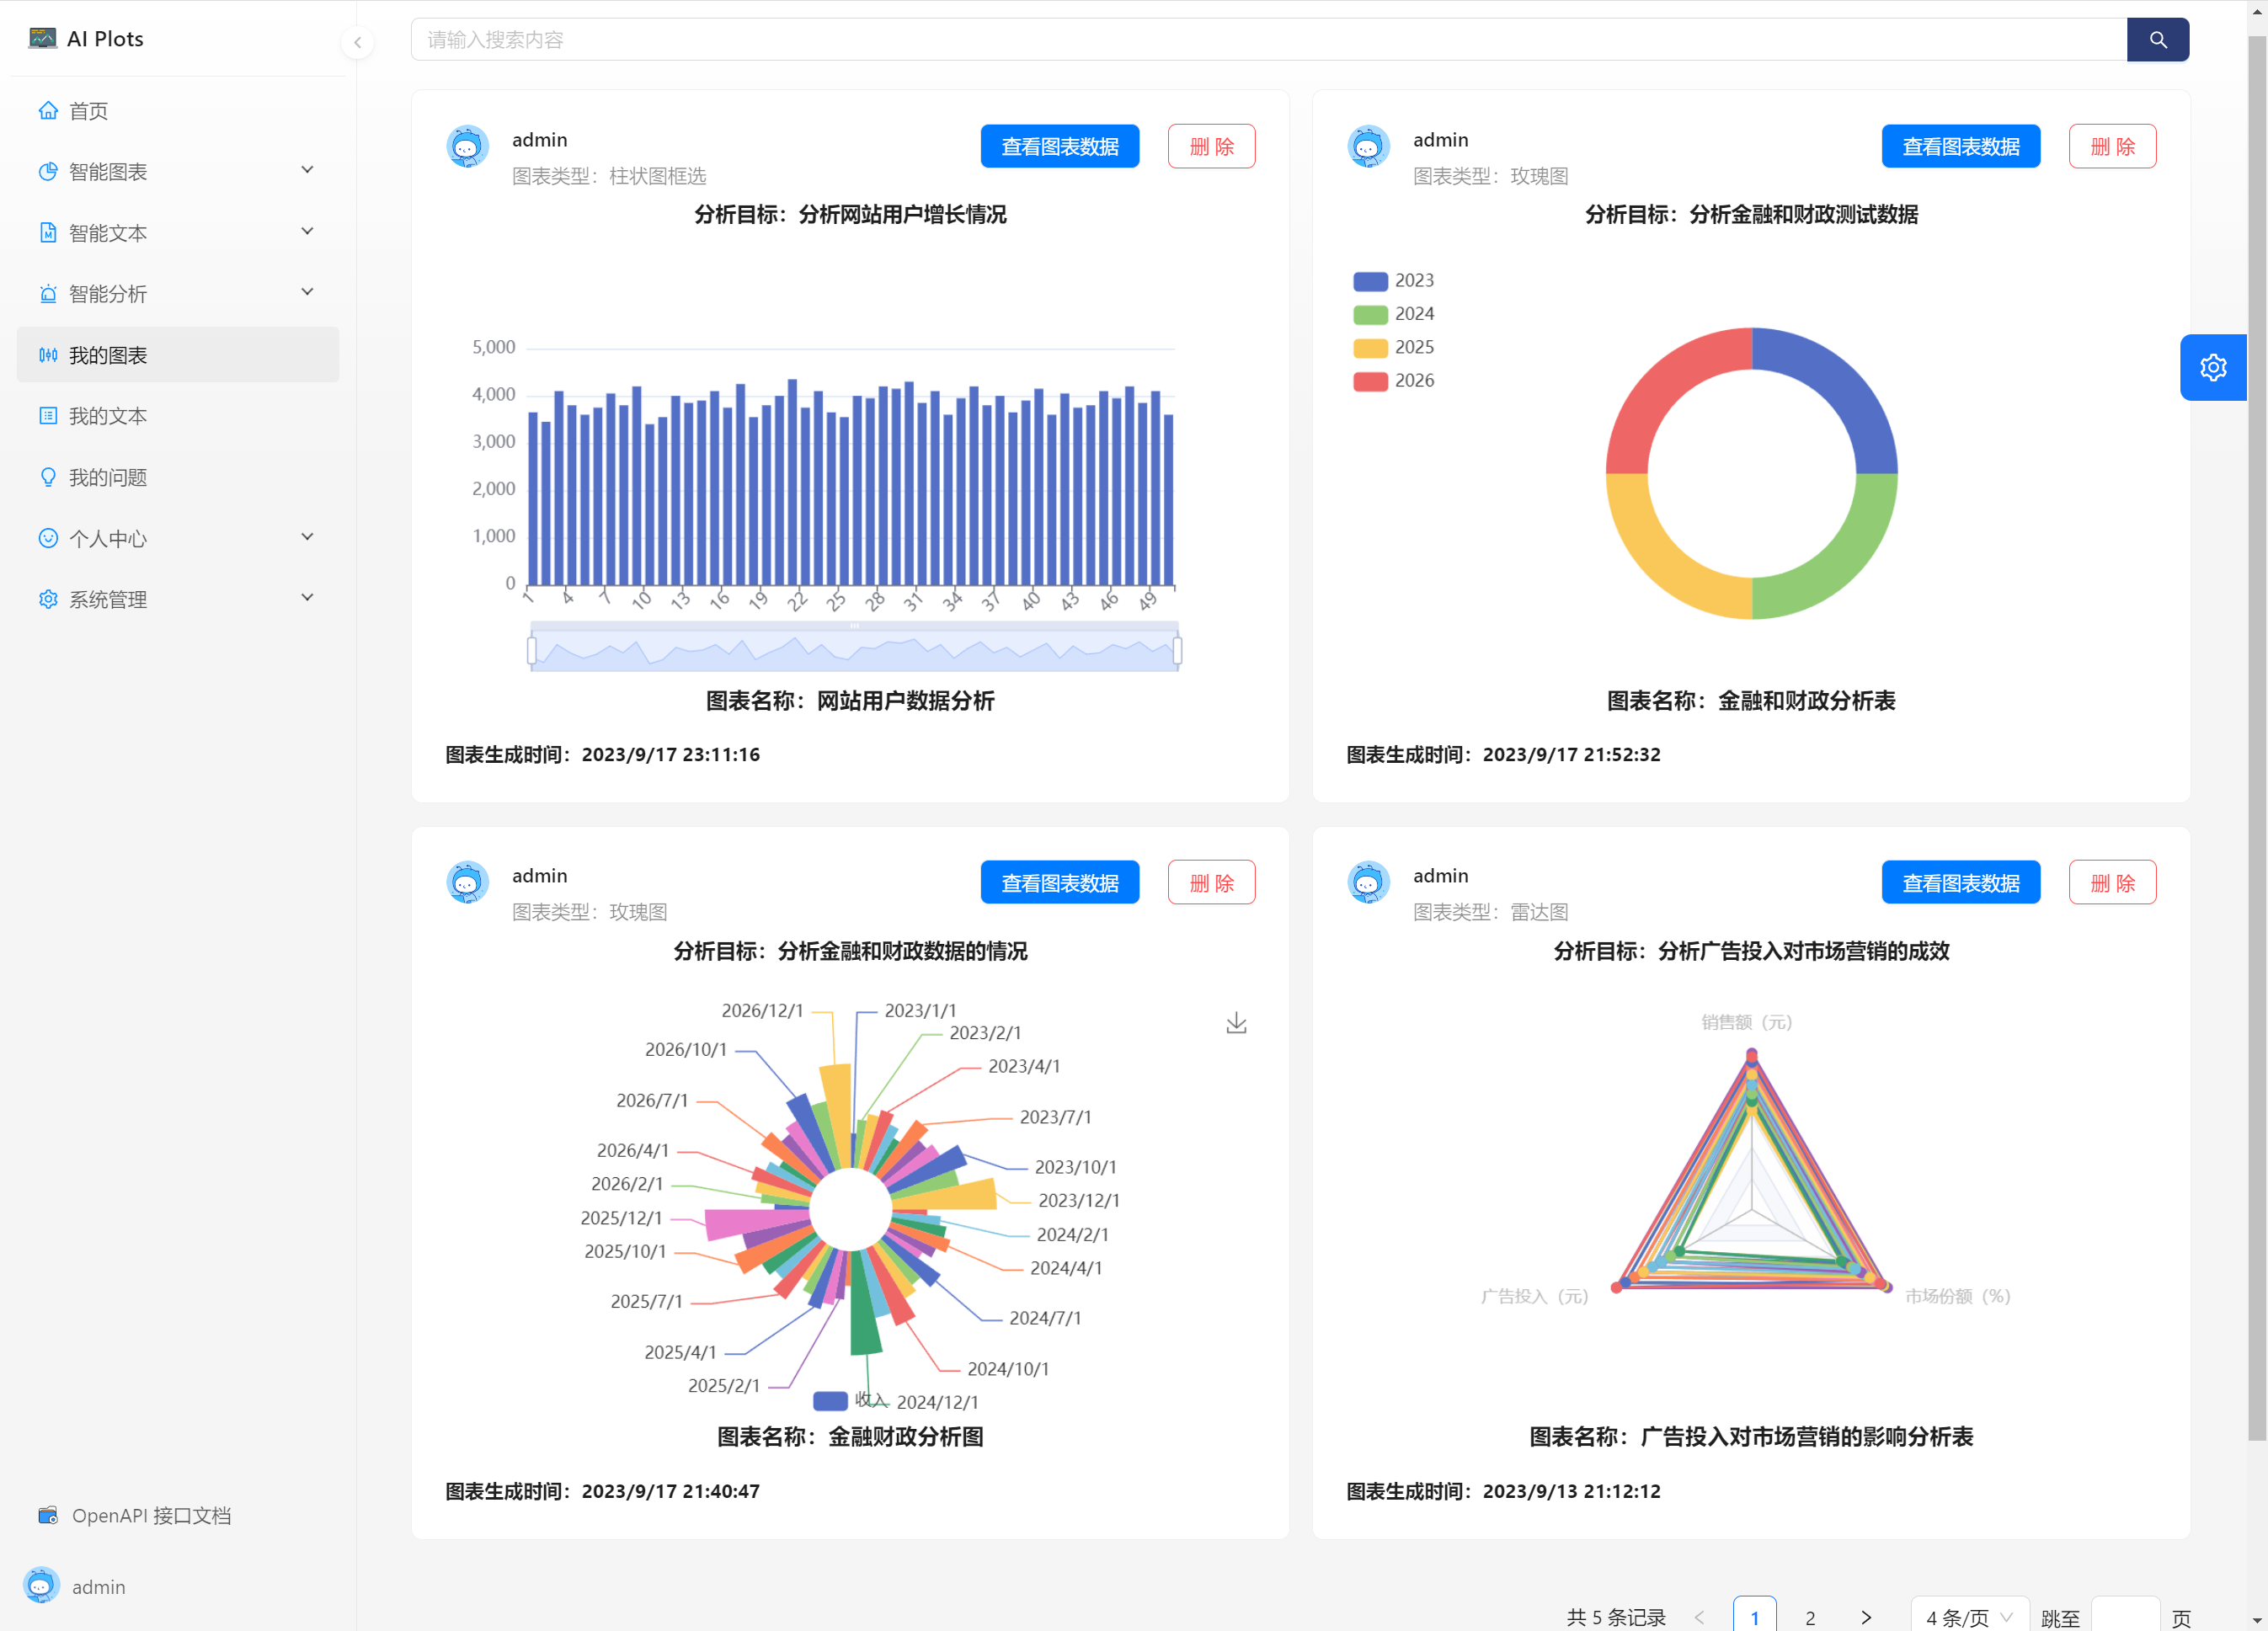 AI Plots
首页
智能图表
智能文本
智能分析
我的图表
我的文本
我的问题
个人中心
系统管理
OpenAPI 接口文档
admin
请输入搜索内容
admin
图表类型：柱状图框选
查看图表数据
删 除
分析目标：分析网站用户增长情况
5,000
4,000
3,000
2,000
1,000
0
1 4 7 10 13 16 19 22 25 28 31 34 37 40 43 46 49
图表名称：网站用户数据分析
图表生成时间：2023/9/17 23:11:16
admin
图表类型：玫瑰图
查看图表数据
删 除
分析目标：分析金融和财政测试数据
2023
2024
2025
2026
图表名称：金融和财政分析表
图表生成时间：2023/9/17 21:52:32
admin
图表类型：玫瑰图
查看图表数据
删 除
分析目标：分析金融和财政数据的情况
2023/1/1
2023/2/1
2023/4/1
2023/7/1
2023/10/1
2023/12/1
2024/2/1
2024/4/1
2024/7/1
2024/10/1
2024/12/1
2025/2/1
2025/4/1
2025/7/1
2025/10/1
2025/12/1
2026/2/1
2026/4/1
2026/7/1
2026/10/1
2026/12/1
收入
图表名称：金融财政分析图
图表生成时间：2023/9/17 21:40:47
admin
图表类型：雷达图
查看图表数据
删 除
分析目标：分析广告投入对市场营销的成效
销售额（元）
广告投入（元）
市场份额（%）
图表名称：广告投入对市场营销的影响分析表
图表生成时间：2023/9/13 21:12:12
共 5 条记录
1
2
4 条/页
跳至
页